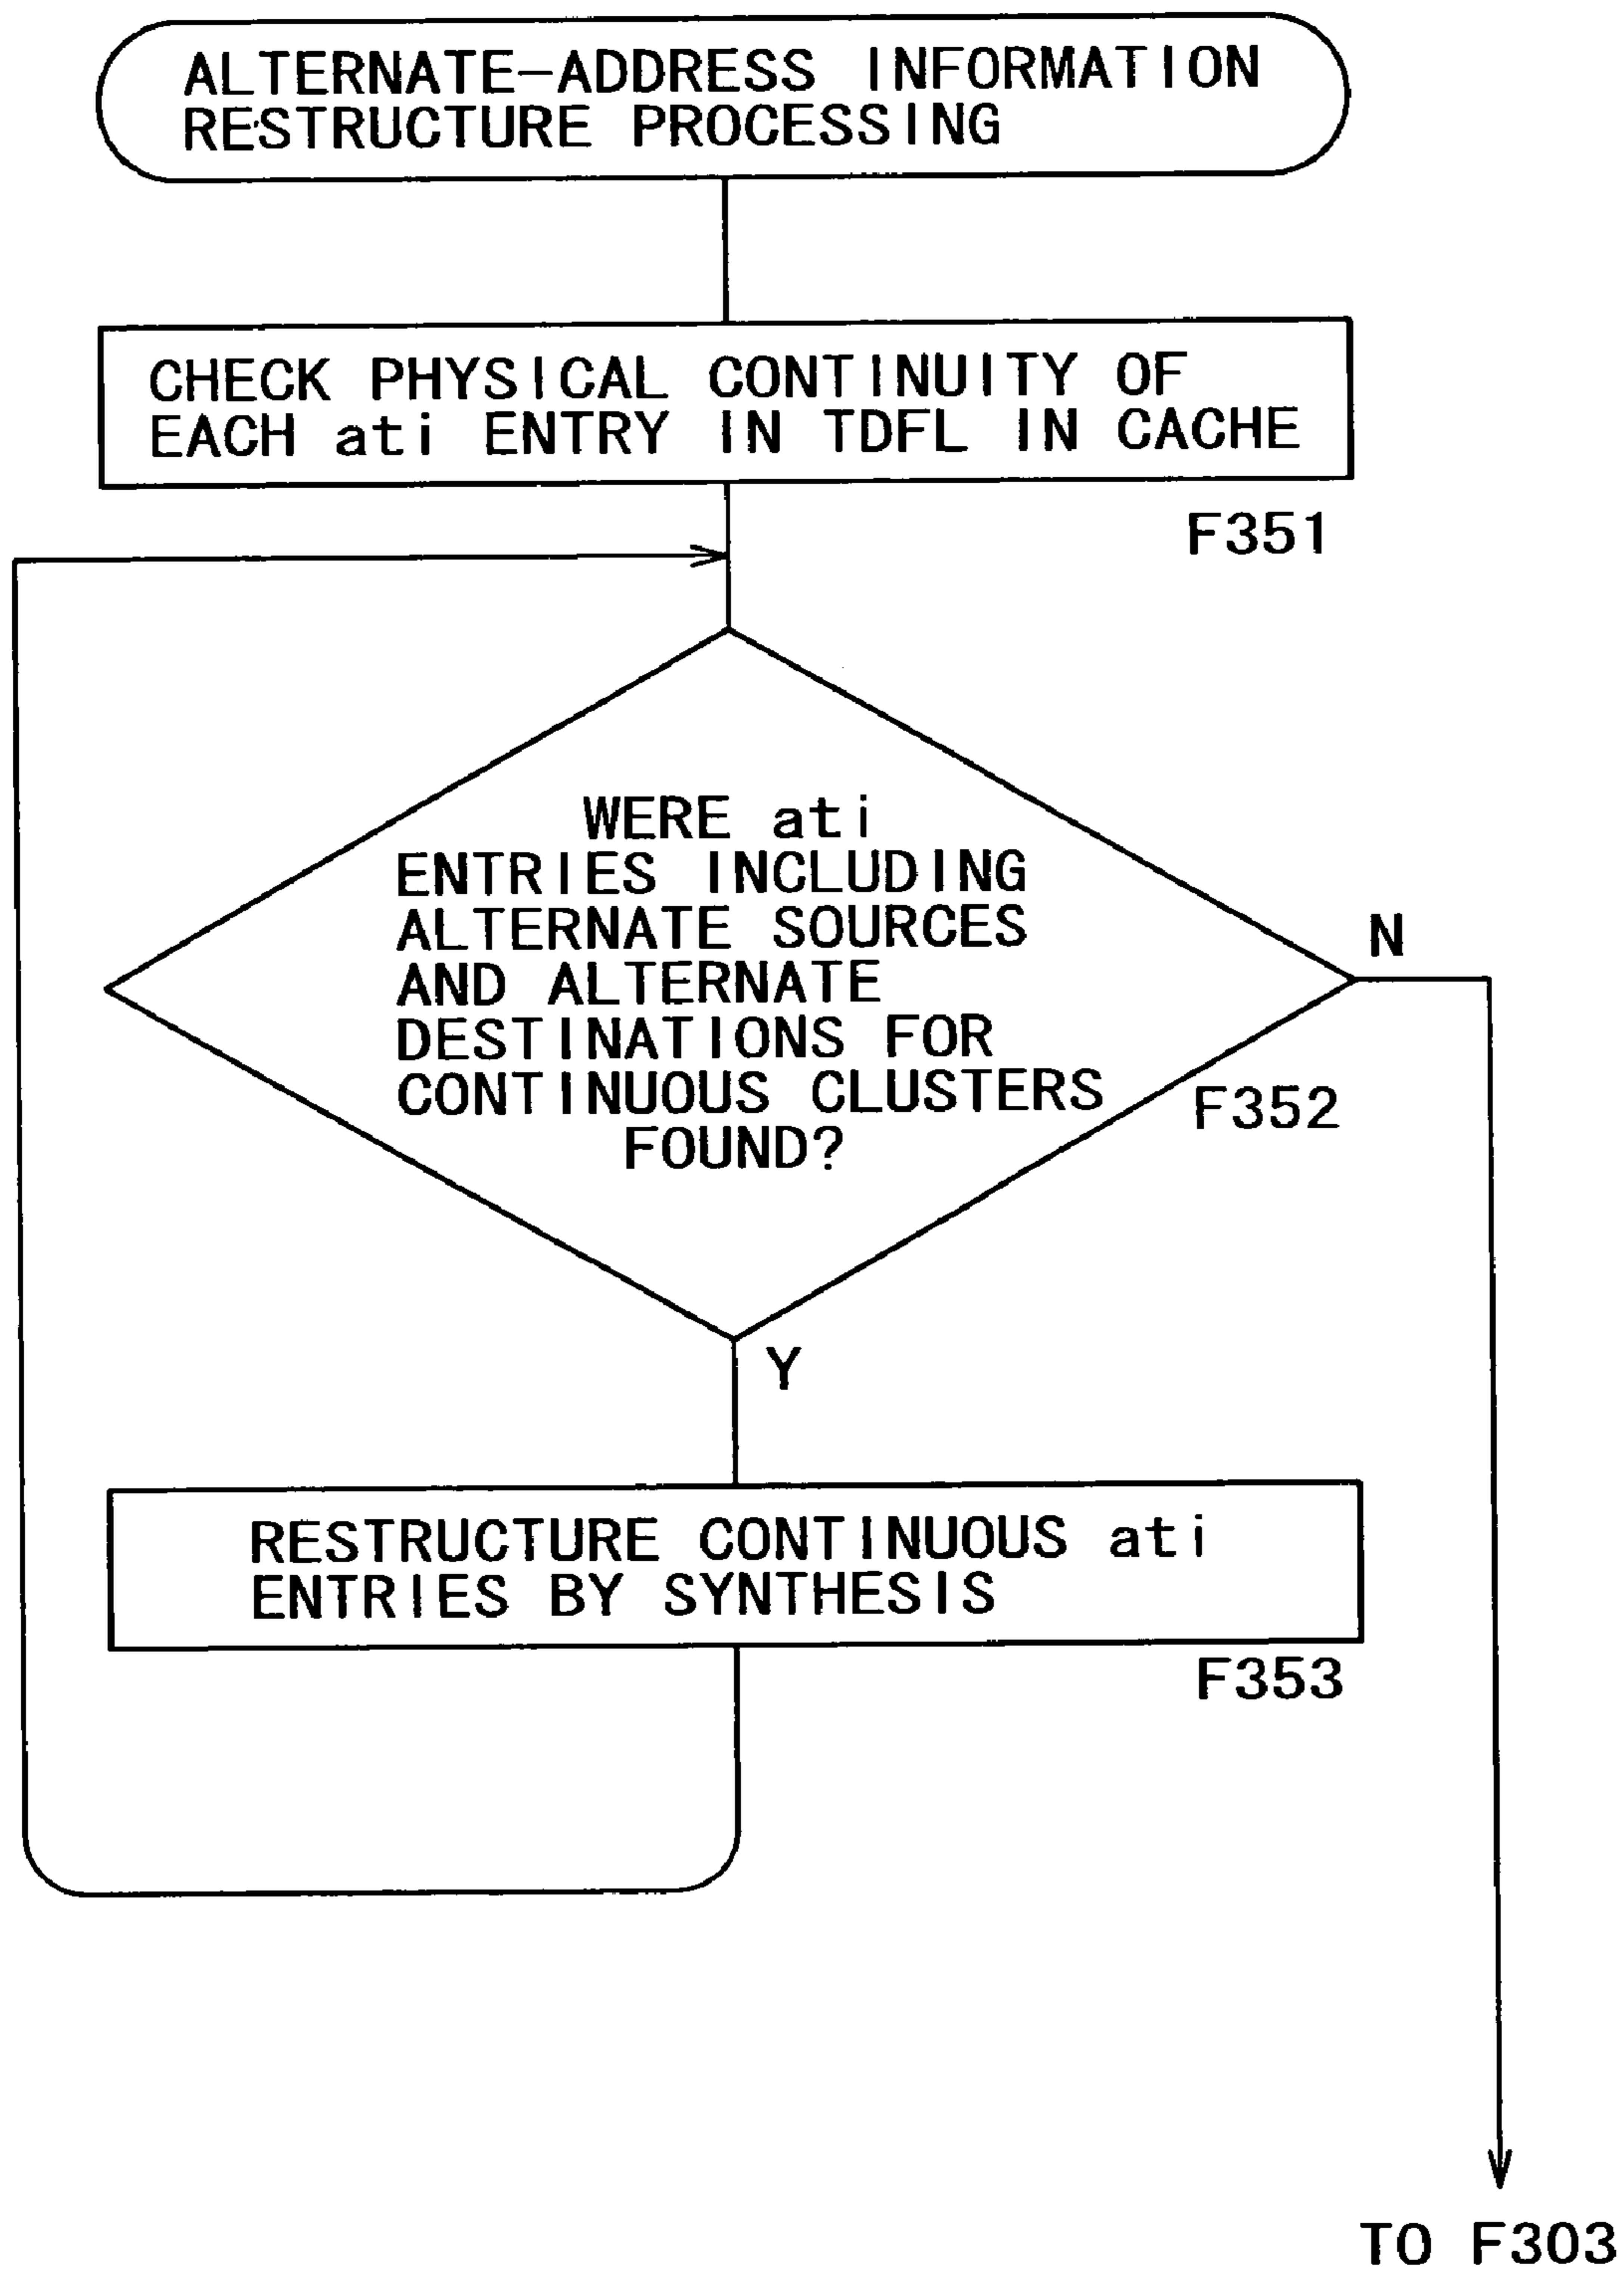 ALTERNATE-ADDRESS INFORMATION
RESTRUCTURE PROCESSING
CHECK PHYSICAL CONTINUITY OF
EACH ati ENTRY IN TDFL IN CACHE
F351
WERE ati
ENTRIES INCLUDING
ALTERNATE SOURCES
AND ALTERNATE
DESTINATIONS FOR
CONTINUOUS CLUSTERS
FOUND?
N
F352
Y
RESTRUCTURE CONTINUOUS ati
ENTRIES BY SYNTHESIS
F353
TO F303